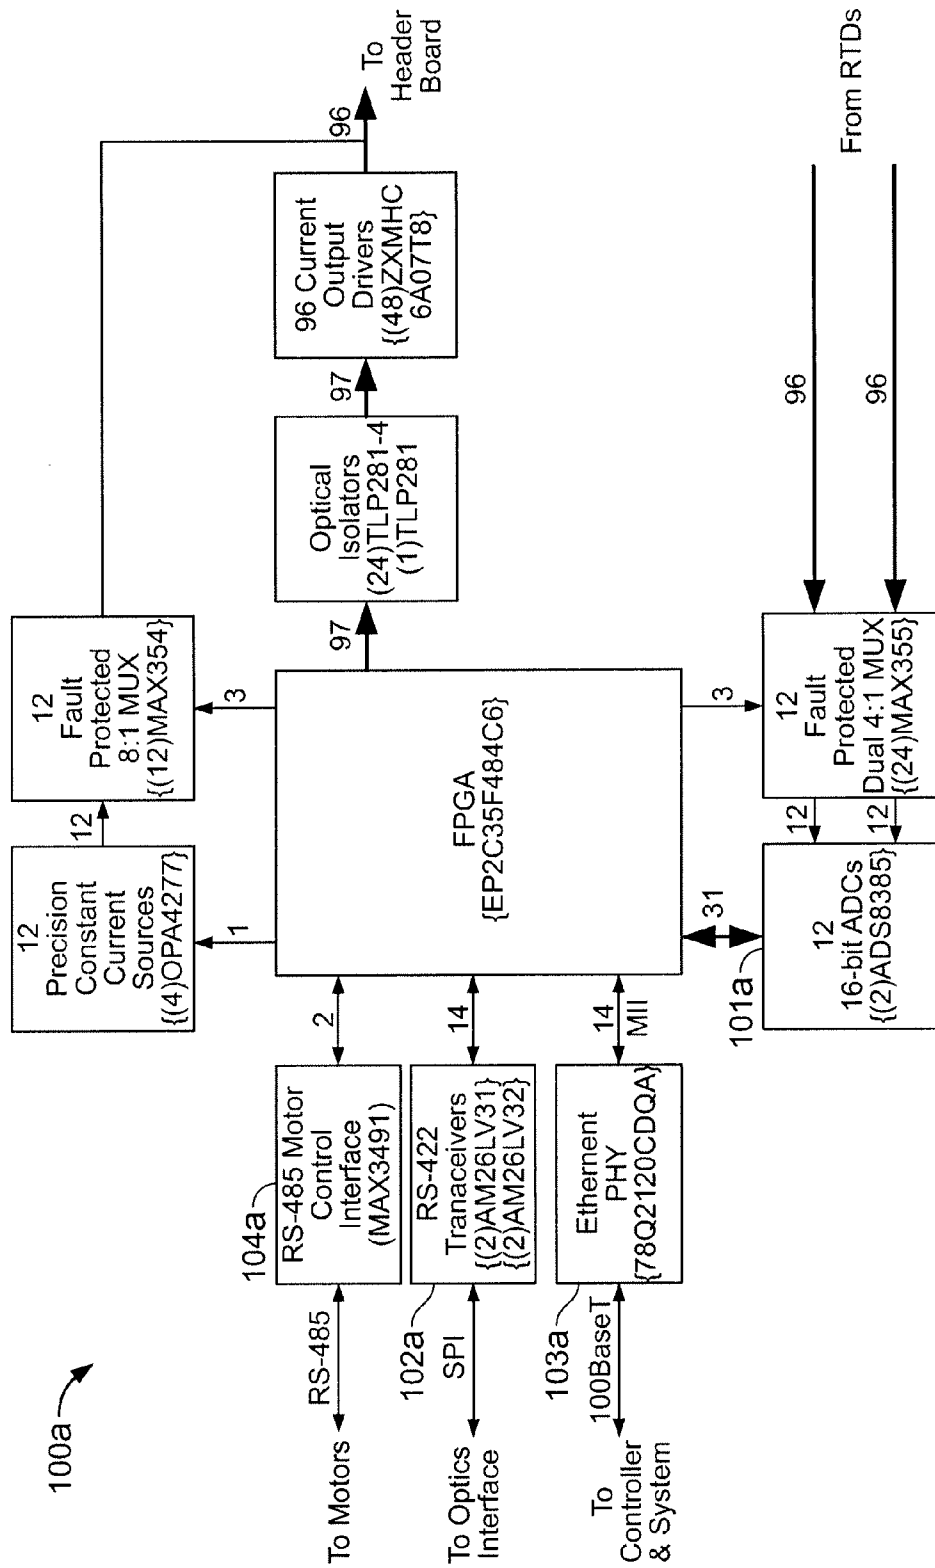 100a
12
Precision
Constant
Current
Sources
{(4)OPA4277}
12
12
Fault
Protected
8:1 MUX
{(12)MAX354}
1
3
To Motors
RS-485
104a
RS-485 Motor
Control
Interface
(MAX3491)
2
To Optics
Interface
SPI
102a
RS-422
Tranaceivers
{(2)AM26LV31}
{(2)AM26LV32}
14
To
Controller
& System
100BaseT
103a
Ethernent
PHY
{78Q2120CDQA}
14
MII
FPGA
{EP2C35F484C6}
97
Optical
Isolators
(24)TLP281-4
(1)TLP281
97
96 Current
Output
Drivers
{(48)ZXMHC
6A07T8}
96
To
Header
Board
31
3
101a
12
16-bit ADCs
{(2)ADS8385}
12
12
12
Fault
Protected
Dual 4:1 MUX
{(24)MAX355}
96
96
From RTDs